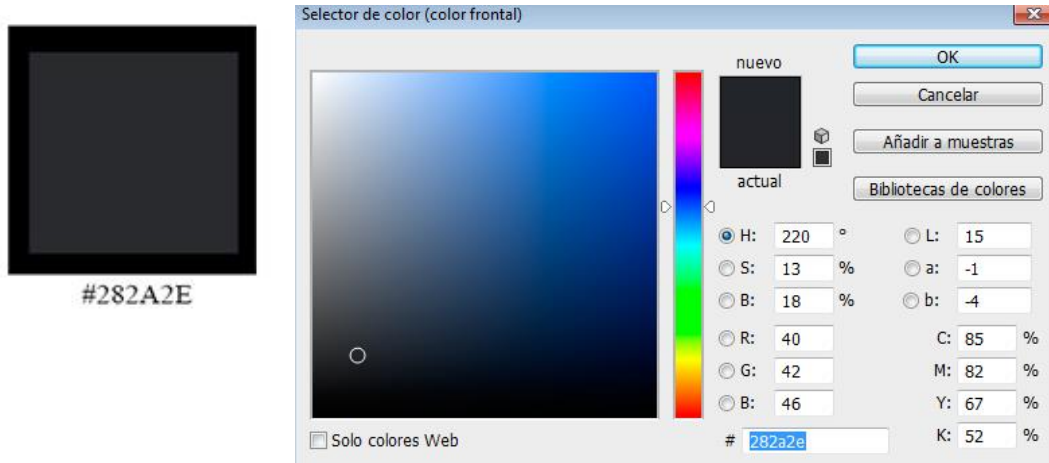 #282A2E
Selector de color (color frontal)
nuevo
actual
OK
Cancelar
Añadir a muestras
Bibliotecas de colores
H: 220 °
S: 13 %
B: 18 %
R: 40
G: 42
B: 46
L: 15
a: -1
b: -4
C: 85 %
M: 82 %
Y: 67 %
K: 52 %
Solo colores Web
# 282a2e